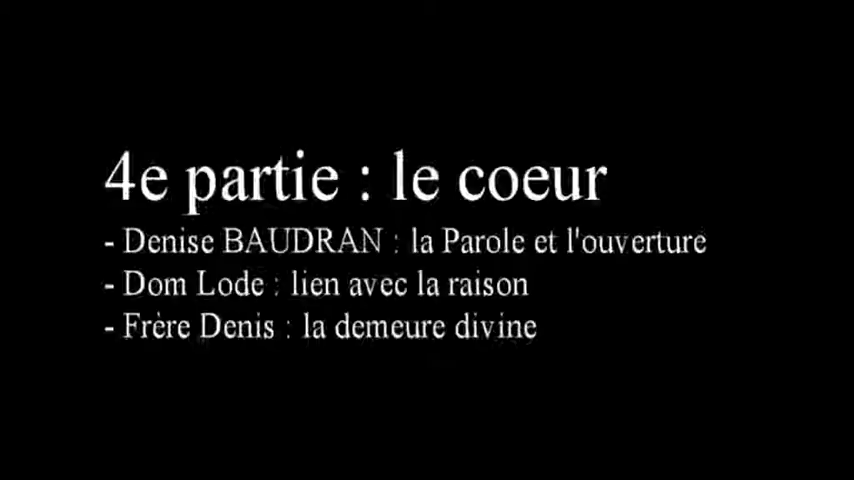 4e partie : le coeur
- Denise BAUDRAN : la Parole et l'ouverture
- Dom Lode : lien avec la raison
- Frère Denis : la demeure divine